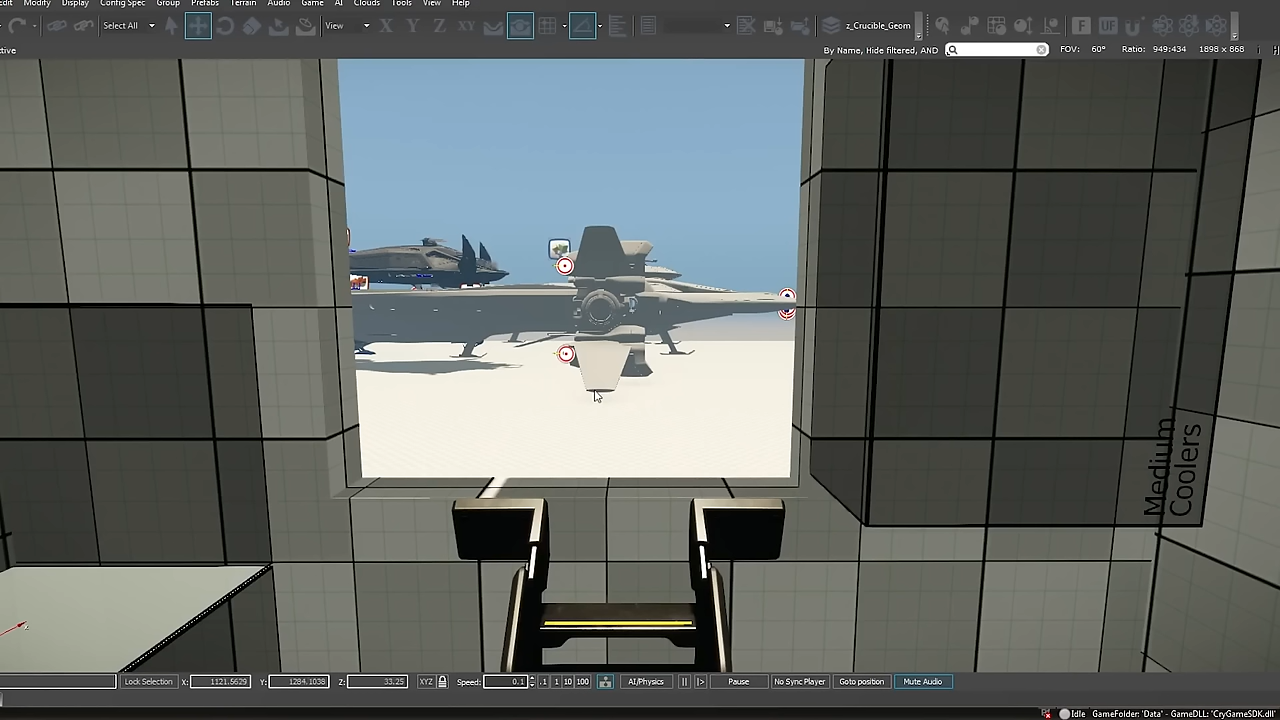 Edit Modify Display Config Spec Group Prefabs Terrain Audio Game AI Clouds Tools View Help
Select All View X Y Z XY z_Crucible_Geom F UF
By Name, Hide filtered, AND FOV: 60° Ratio: 949:434 1898 x 868
Medium
Coolers
Lock Selection X: 1121.5629 Y: 1284.1038 Z: 33.25 XYZ Speed: 0.1 .1 1 10 100 AI/Physics Pause No Sync Player Goto position Mute Audio
Idle GameFolder: 'Data' - GameDLL: 'CryGameSDK.dll'